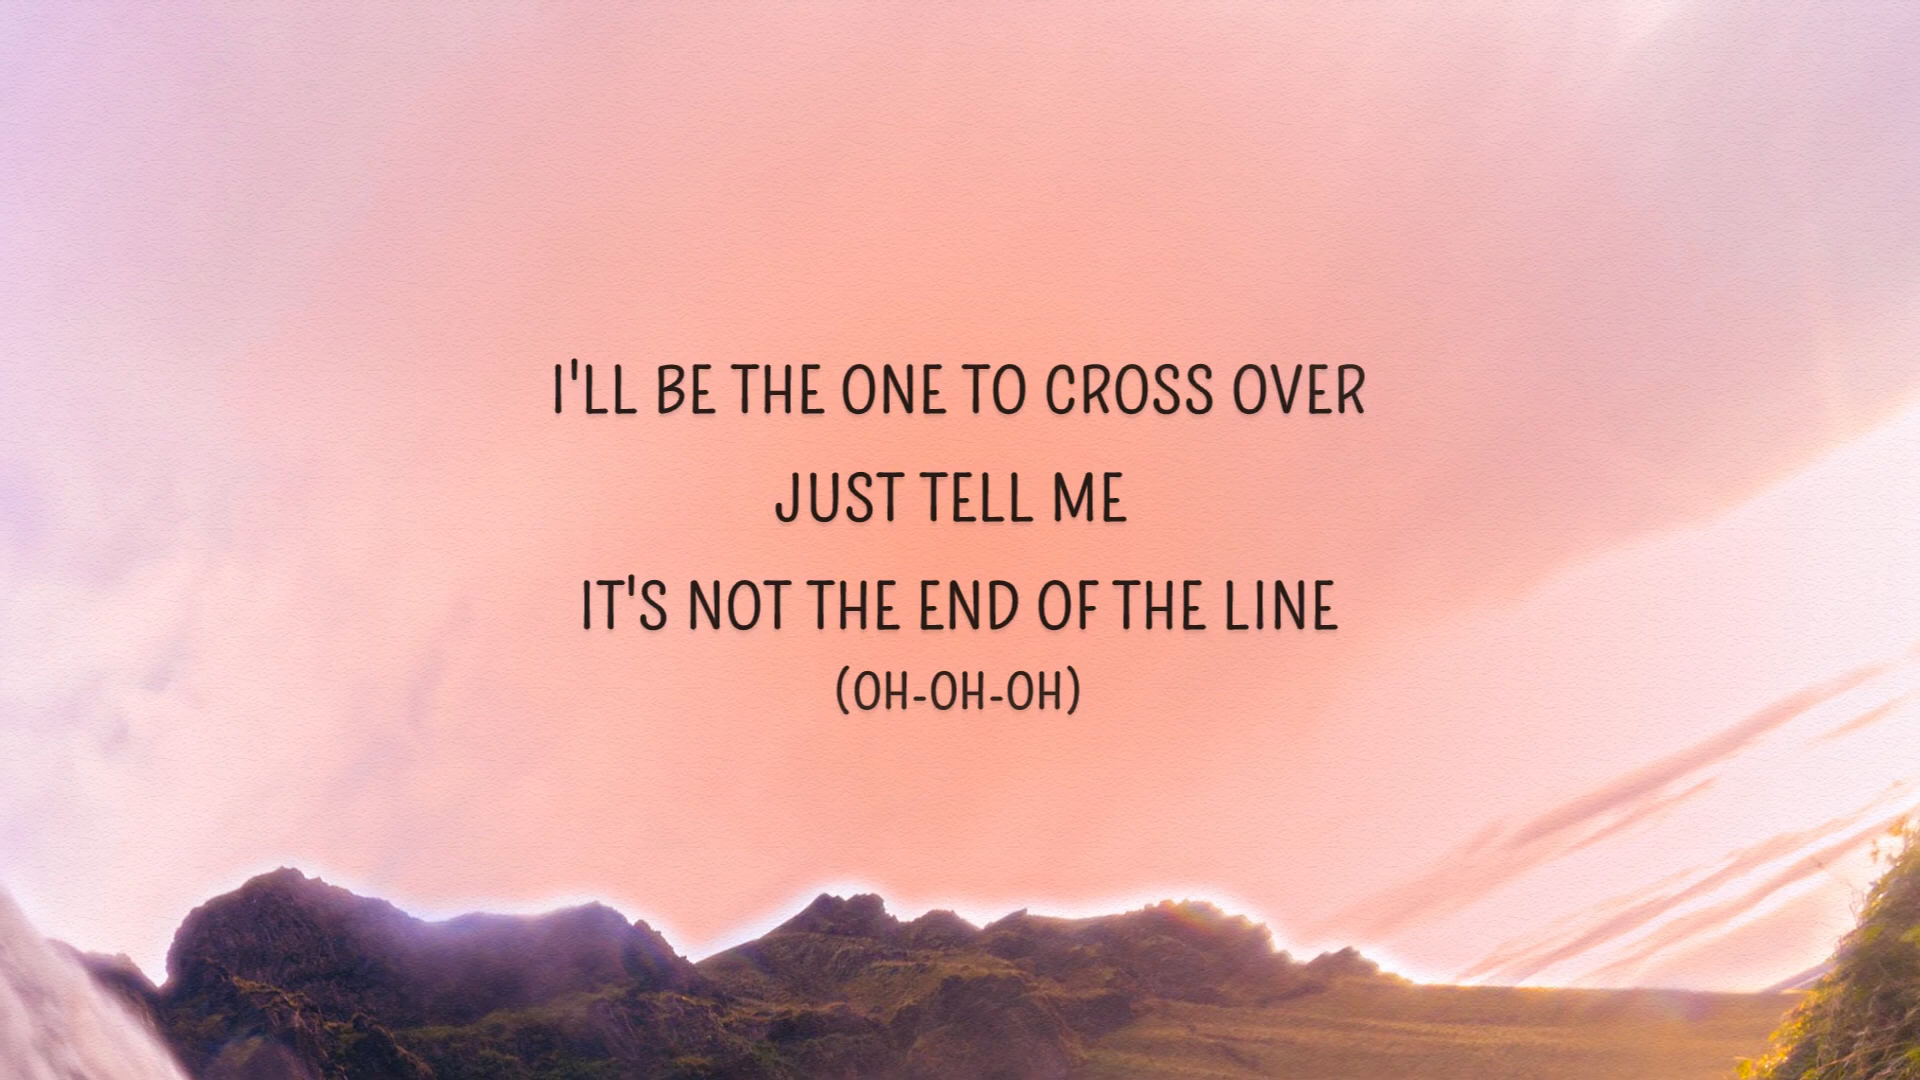 I'LL BE THE ONE TO CROSS OVER
JUST TELL ME
IT'S NOT THE END OF THE LINE
(OH-OH-OH)